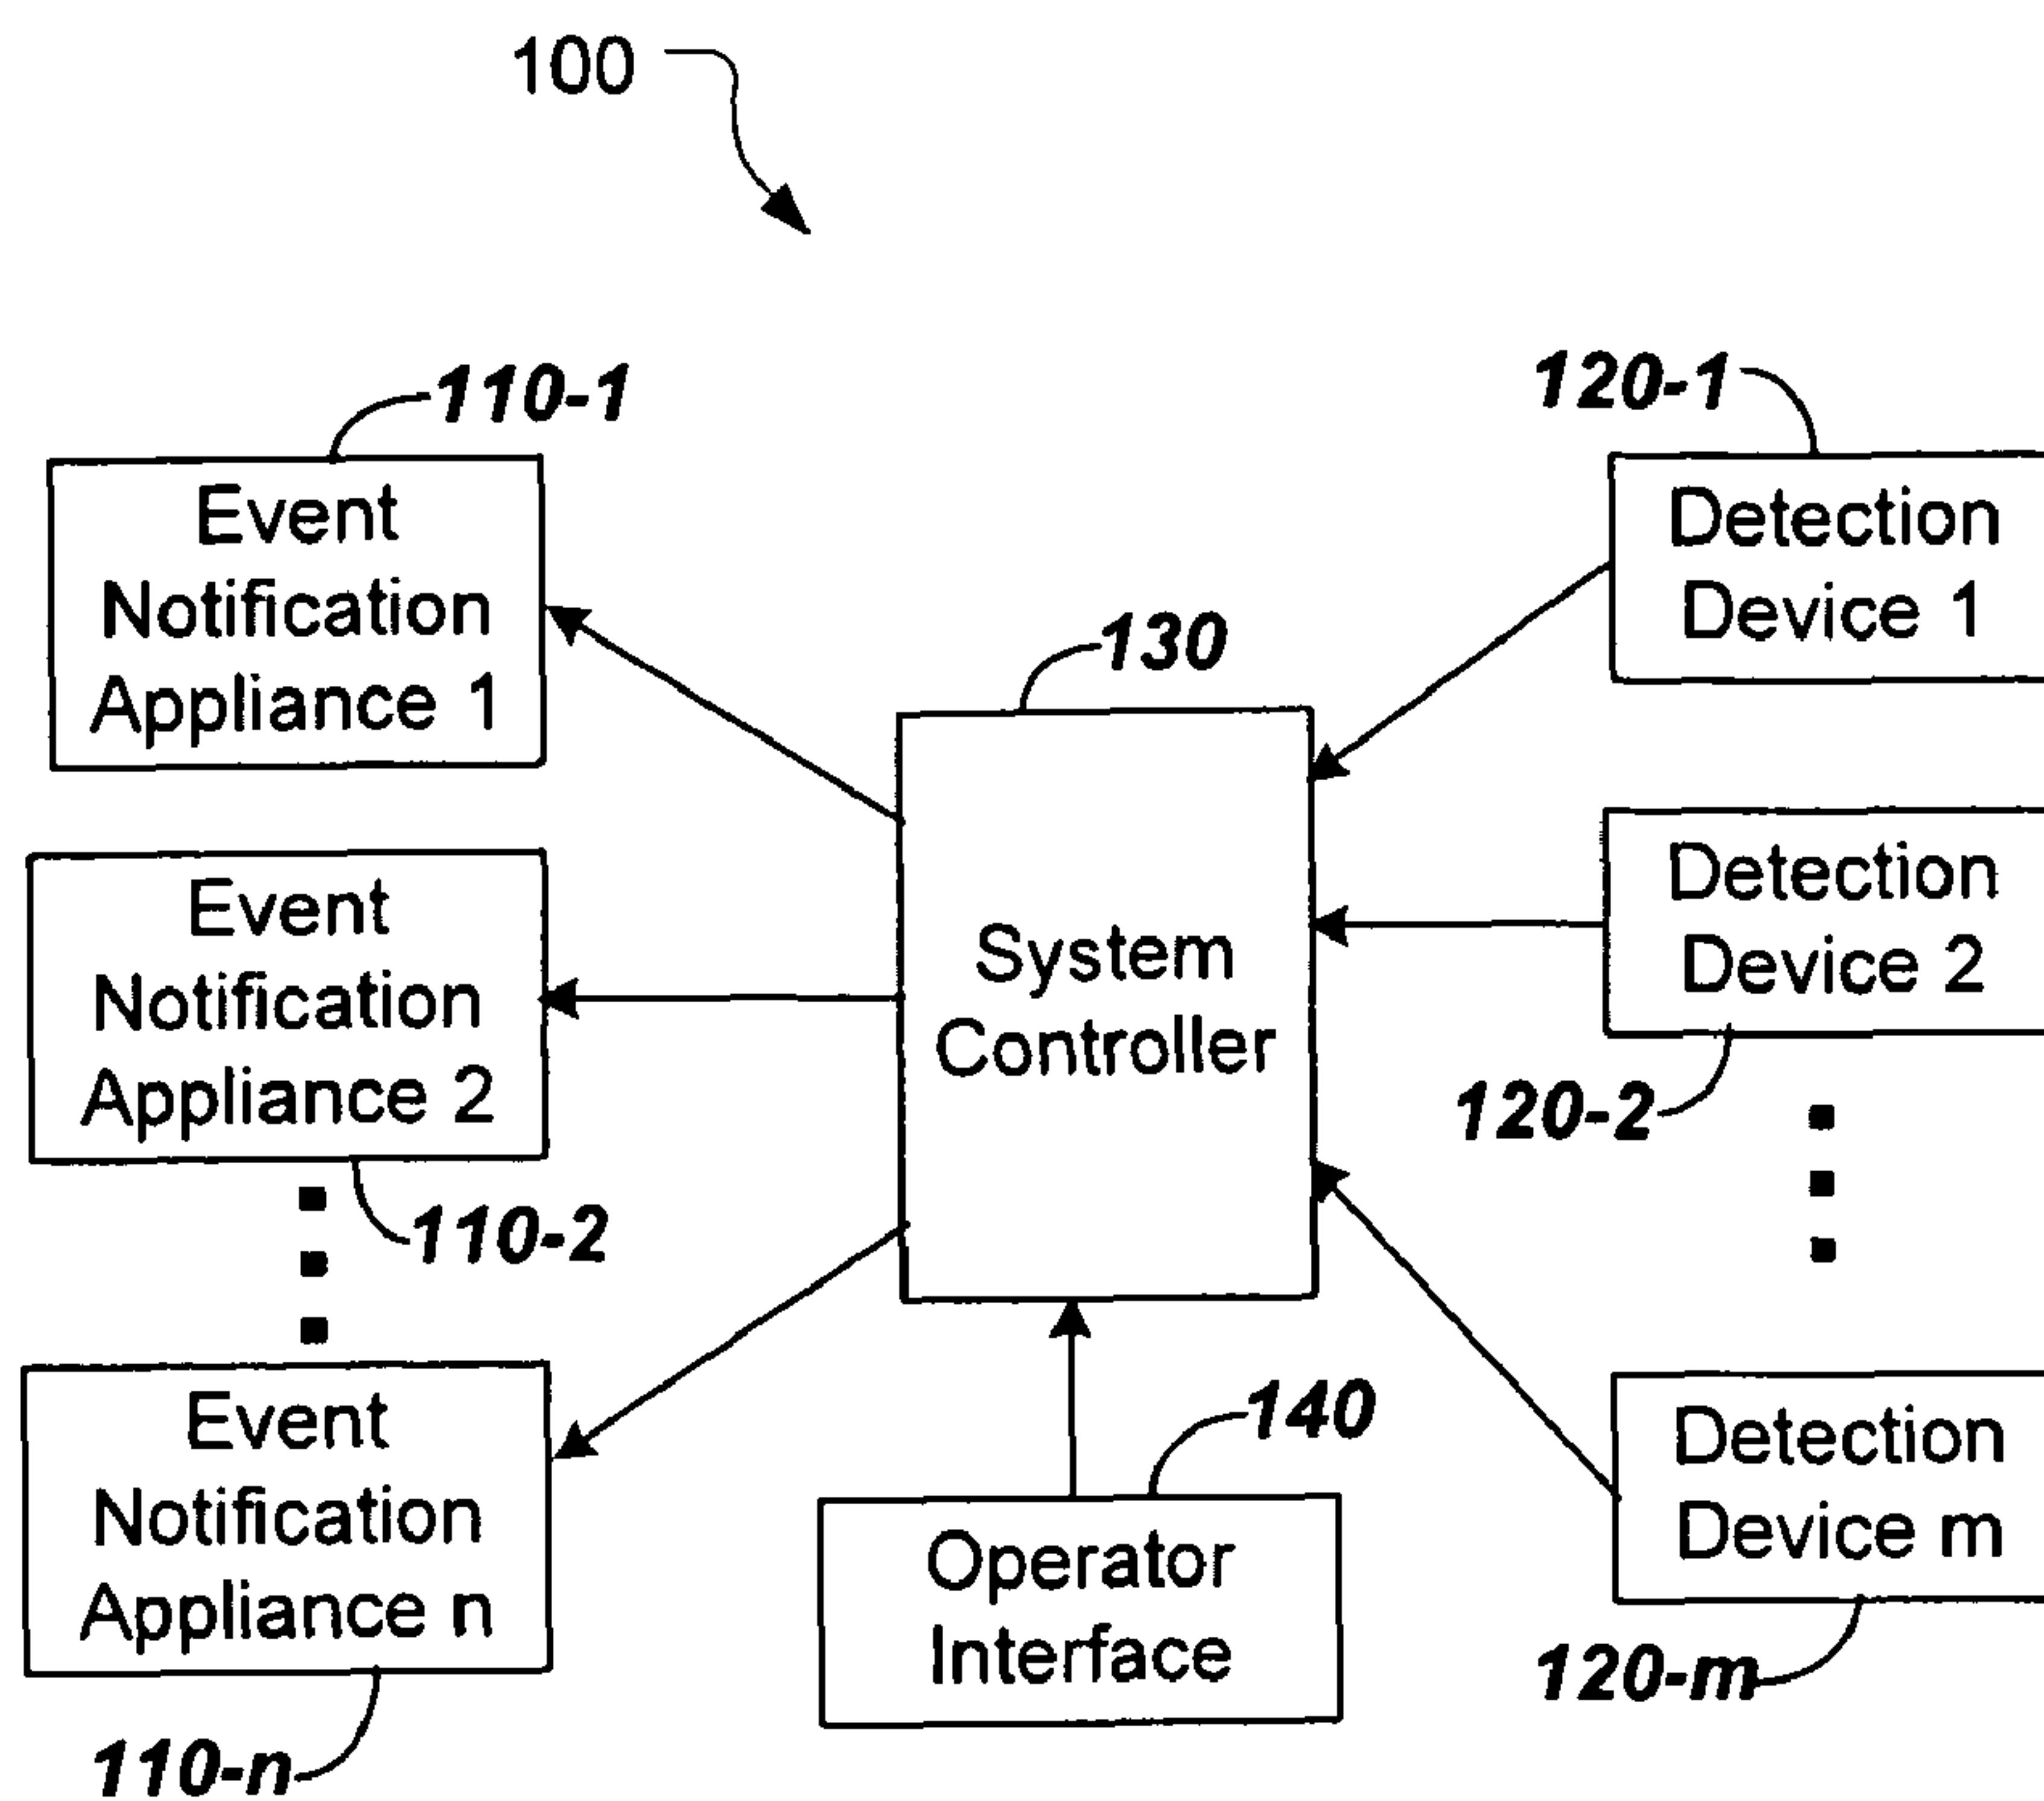 100
110-1
Event
Notification
Appliance 1
120-1
Detection
Device 1
130
System
Controller
Event
Notification
Appliance 2
110-2
Detection
Device 2
120-2
Event
Notification
Appliance n
110-n
140
Operator
Interface
Detection
Device m
120-m